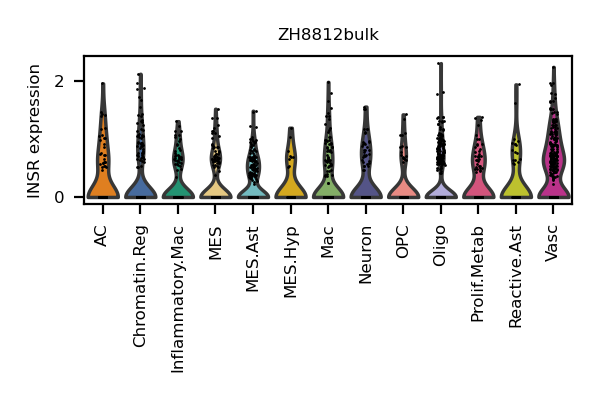 ZH8812bulk
INSR expression
2
0
AC
Chromatin.Reg
Inflammatory.Mac
MES
MES.Ast
MES.Hyp
Mac
Neuron
OPC
Oligo
Prolif.Metab
Reactive.Ast
Vasc